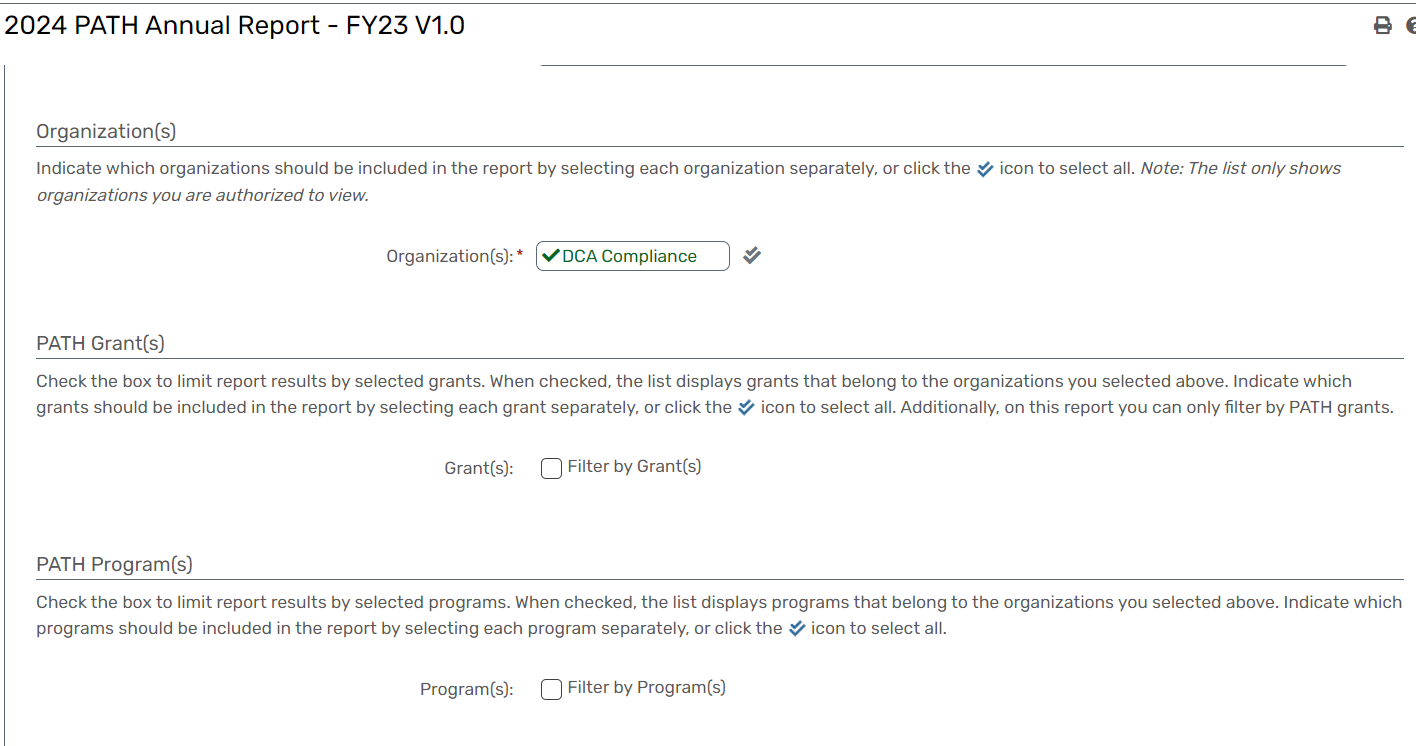 2024 PATH Annual Report - FY23 V1.0
Organization(s)
Indicate which organizations should be included in the report by selecting each organization separately, or click the icon to select all. Note: The list only shows
organizations you are authorized to view.
Organization(s):* DCA Compliance
PATH Grant(s)
Check the box to limit report results by selected grants. When checked, the list displays grants that belong to the organizations you selected above. Indicate which
grants should be included in the report by selecting each grant separately, or click the icon to select all. Additionally, on this report you can only filter by PATH grants.
Grant(s): Filter by Grant(s)
PATH Program(s)
Check the box to limit report results by selected programs. When checked, the list displays programs that belong to the organizations you selected above. Indicate which
programs should be included in the report by selecting each program separately, or click the icon to select all.
Program(s): Filter by Program(s)